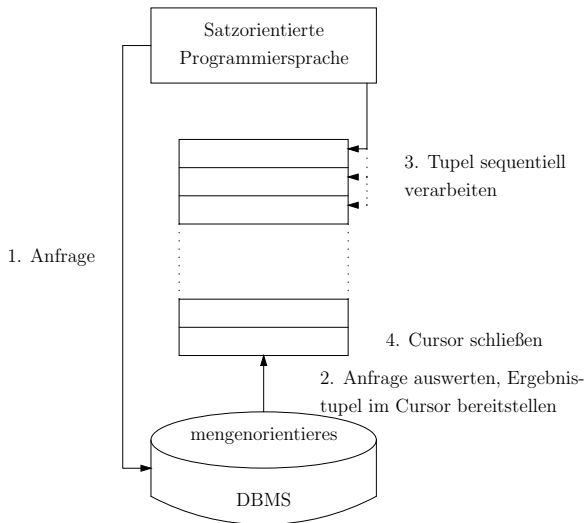 Satzorientierte
Programmiersprache
3. Tupel sequentiell
verarbeiten
1. Anfrage
4. Cursor schließen
2. Anfrage auswerten, Ergebnis-
tupel im Cursor bereitstellen
mengenorientieres
DBMS